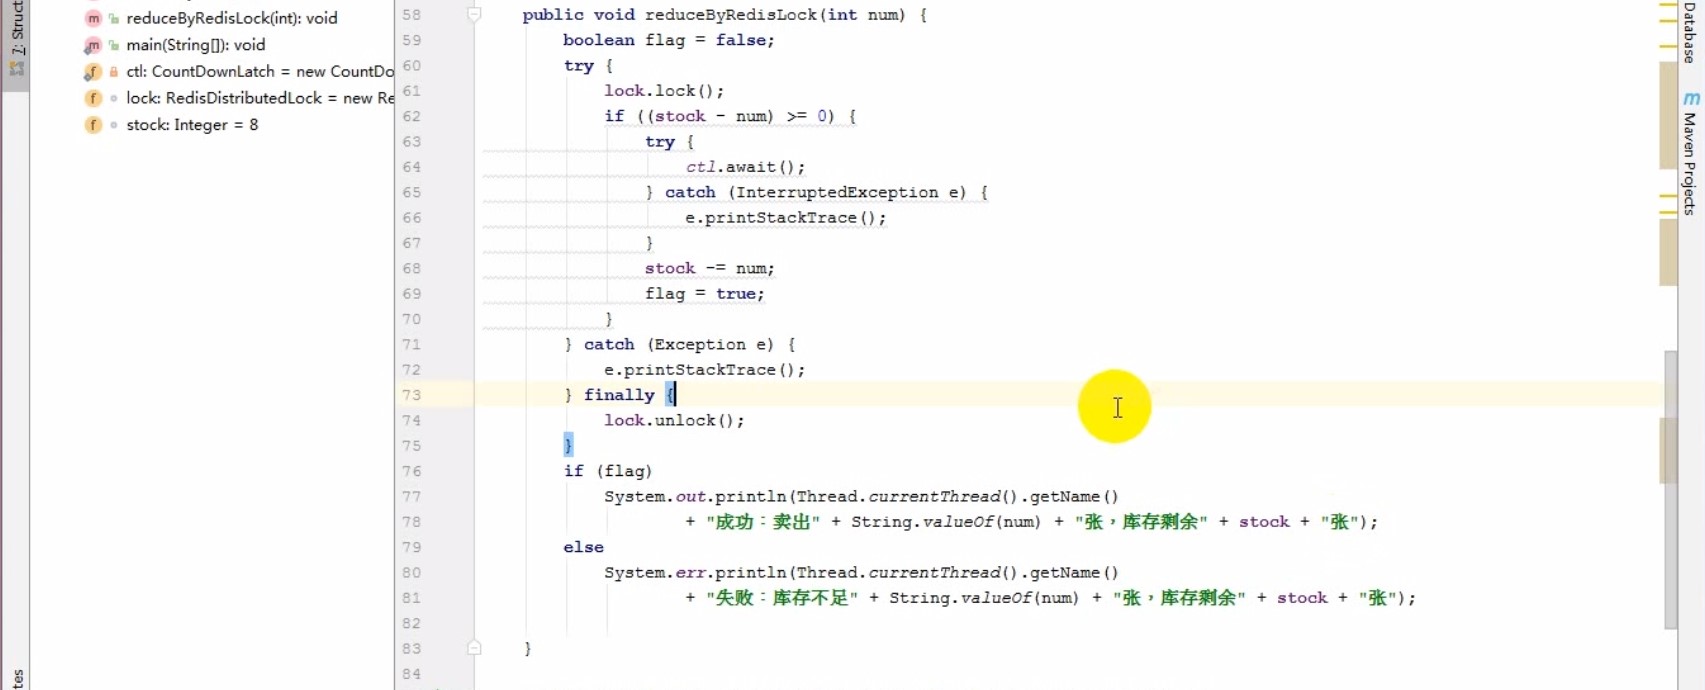 7: Struct
reduceByRedisLock(int): void
main(String[]): void
ctl: CountDownLatch = new CountDo
lock: RedisDistributedLock = new Re
stock: Integer = 8
58 public void reduceByRedisLock(int num) {
59 boolean flag = false;
60 try {
61 lock.lock();
62 if ((stock - num) >= 0) {
63 try {
64 ctl.await();
65 } catch (InterruptedException e) {
66 e.printStackTrace();
67 }
68 stock -= num;
69 flag = true;
70 }
71 } catch (Exception e) {
72 e.printStackTrace();
73 } finally {
74 lock.unlock();
75 }
76 if (flag)
77 System.out.println(Thread.currentThread().getName()
78 + "成功：卖出" + String.valueOf(num) + "张，库存剩余" + stock + "张");
79 else
80 System.err.println(Thread.currentThread().getName()
81 + "失败：库存不足" + String.valueOf(num) + "张，库存剩余" + stock + "张");
82
83 }
84
Database
Maven Projects
tes